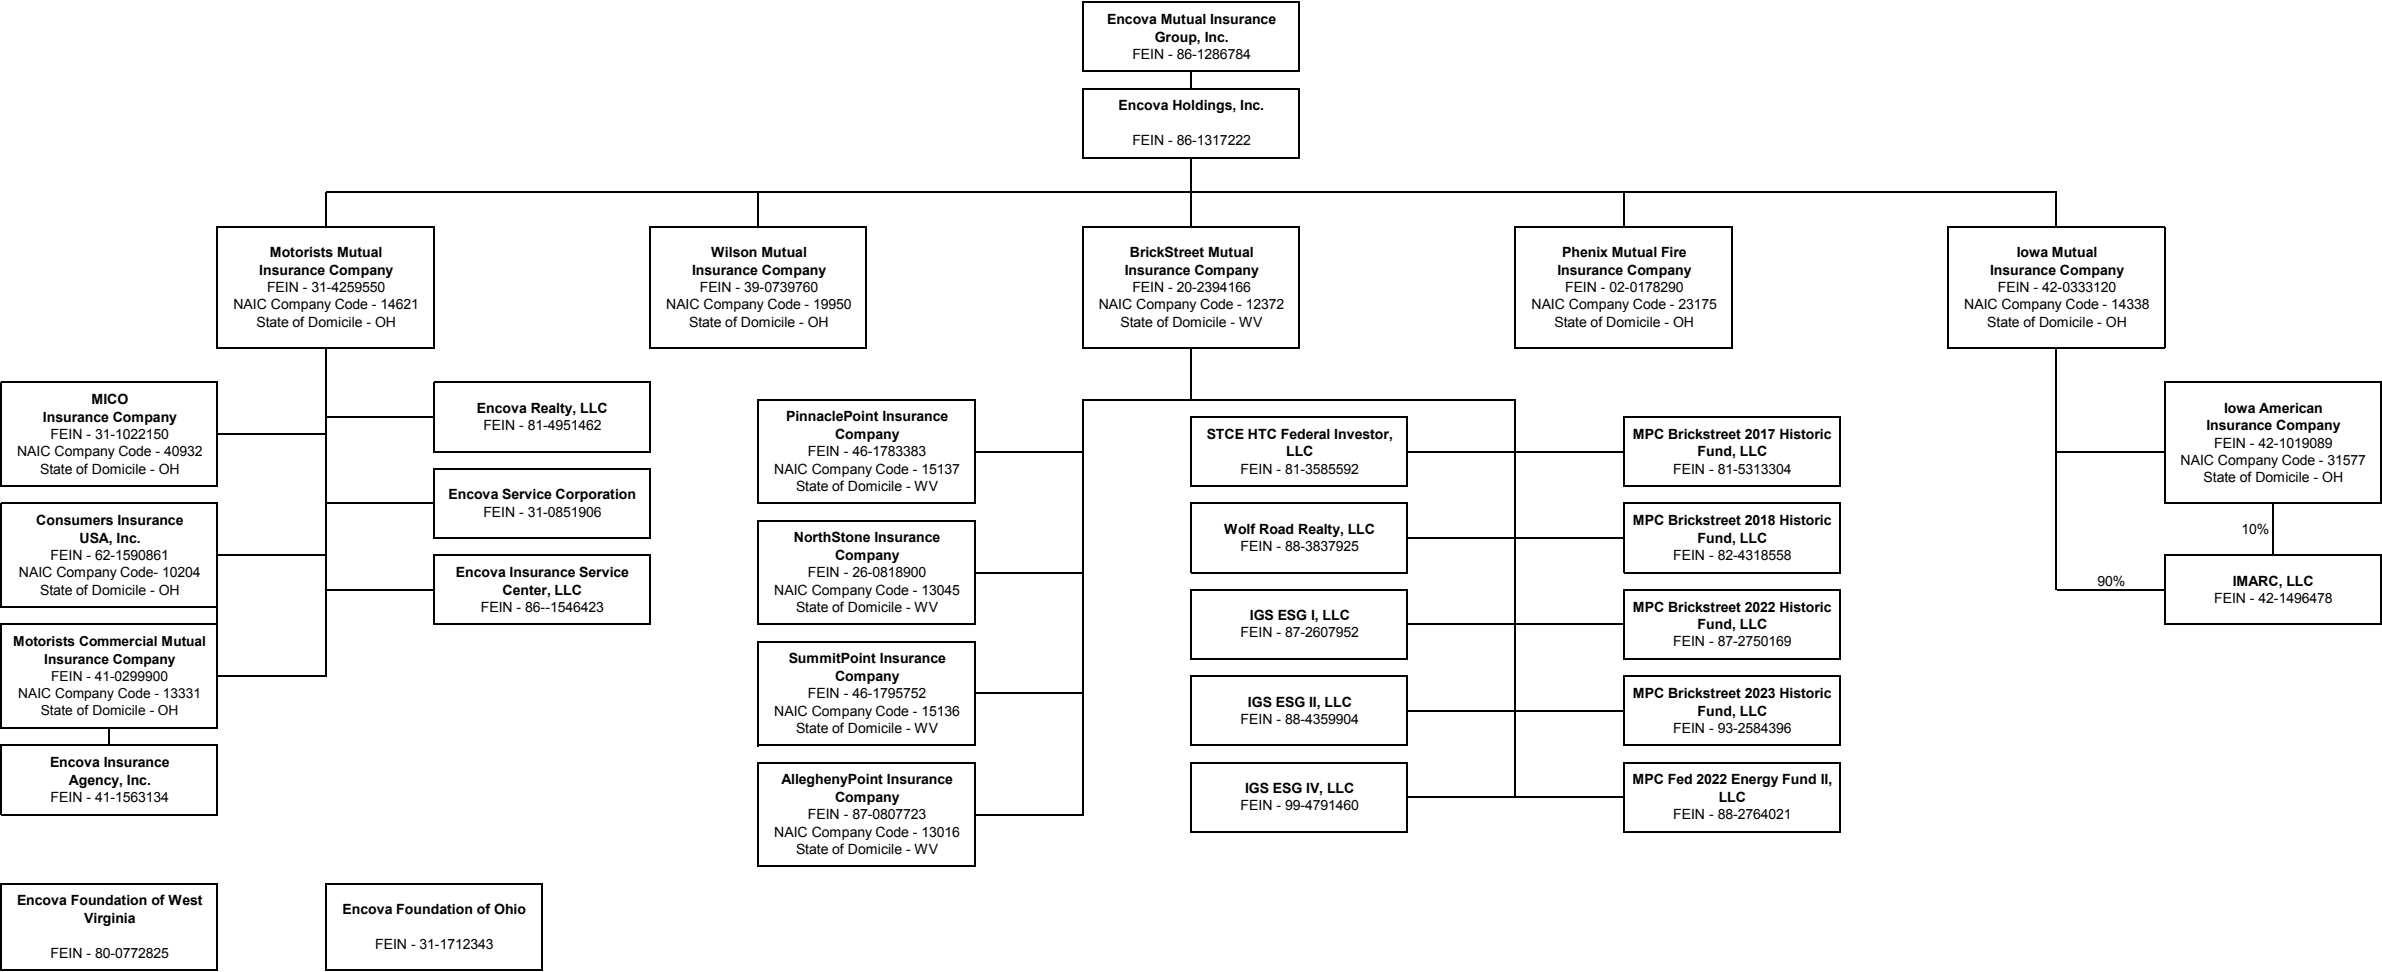 Encova Mutual Insurance
Group, Inc.
FEIN - 86-1286784
Encova Holdings, Inc.
FEIN - 86-1317222
Motorists Mutual
Insurance Company
FEIN - 31-4259550
NAIC Company Code - 14621
State of Domicile - OH
Wilson Mutual
Insurance Company
FEIN - 39-0739760
NAIC Company Code - 19950
State of Domicile - OH
BrickStreet Mutual
Insurance Company
FEIN - 20-2394166
NAIC Company Code - 12372
State of Domicile - WV
Phenix Mutual Fire
Insurance Company
FEIN - 02-0178290
NAIC Company Code - 23175
State of Domicile - OH
Iowa Mutual
Insurance Company
FEIN - 42-0333120
NAIC Company Code - 14338
State of Domicile - OH
MICO
Insurance Company
FEIN - 31-1022150
NAIC Company Code - 40932
State of Domicile - OH
Consumers Insurance
USA, Inc.
FEIN - 62-1590861
NAIC Company Code- 10204
State of Domicile - OH
Motorists Commercial Mutual
Insurance Company
FEIN - 41-0299900
NAIC Company Code - 13331
State of Domicile - OH
Encova Insurance
Agency, Inc.
FEIN - 41-1563134
Encova Realty, LLC
FEIN - 81-4951462
Encova Service Corporation
FEIN - 31-0851906
Encova Insurance Service
Center, LLC
FEIN - 86--1546423
PinnaclePoint Insurance
Company
FEIN - 46-1783383
NAIC Company Code - 15137
State of Domicile - WV
NorthStone Insurance
Company
FEIN - 26-0818900
NAIC Company Code - 13045
State of Domicile - WV
SummitPoint Insurance
Company
FEIN - 46-1795752
NAIC Company Code - 15136
State of Domicile - WV
AlleghenyPoint Insurance
Company
FEIN - 87-0807723
NAIC Company Code - 13016
State of Domicile - WV
STCE HTC Federal Investor,
LLC
FEIN - 81-3585592
Wolf Road Realty, LLC
FEIN - 88-3837925
IGS ESG I, LLC
FEIN - 87-2607952
IGS ESG II, LLC
FEIN - 88-4359904
IGS ESG IV, LLC
FEIN - 99-4791460
MPC Brickstreet 2017 Historic
Fund, LLC
FEIN - 81-5313304
MPC Brickstreet 2018 Historic
Fund, LLC
FEIN - 82-4318558
MPC Brickstreet 2022 Historic
Fund, LLC
FEIN - 87-2750169
MPC Brickstreet 2023 Historic
Fund, LLC
FEIN - 93-2584396
MPC Fed 2022 Energy Fund II,
LLC
FEIN - 88-2764021
Iowa American
Insurance Company
FEIN - 42-1019089
NAIC Company Code - 31577
State of Domicile - OH
10%
90%
IMARC, LLC
FEIN - 42-1496478
Encova Foundation of West
Virginia
FEIN - 80-0772825
Encova Foundation of Ohio
FEIN - 31-1712343